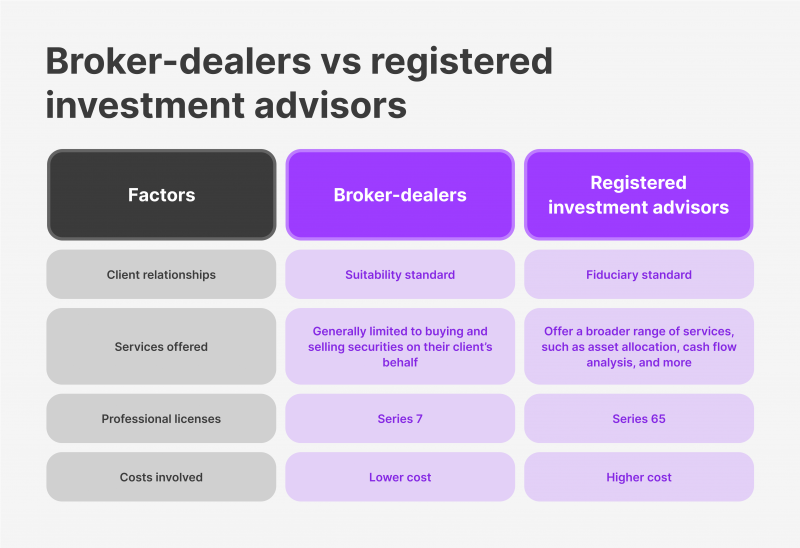 Broker-dealers vs registered
investment advisors
Factors
Broker-dealers
Registered
investment advisors
Client relationships
Suitability standard
Fiduciary standard
Services offered
Generally limited to buying and
selling securities on their client’s
behalf
Offer a broader range of services,
such as asset allocation, cash flow
analysis, and more
Professional licenses
Series 7
Series 65
Costs involved
Lower cost
Higher cost